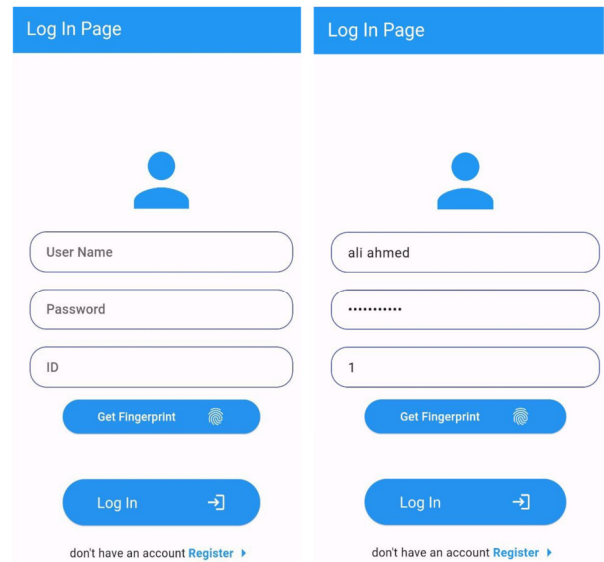 Log In Page
User Name
Password
ID
Get Fingerprint
Log In
don't have an account Register
Log In Page
ali ahmed
•••••••••••
1
Get Fingerprint
Log In
don't have an account Register